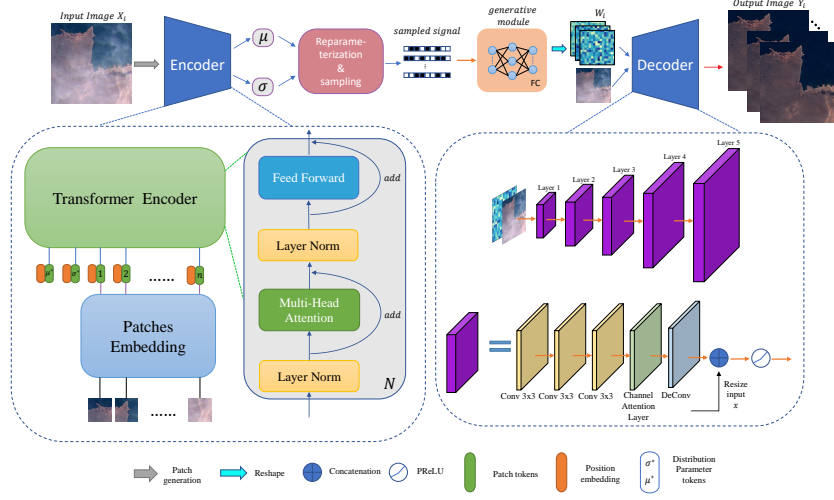 Input Image X_i
Encoder
μ
σ
Reparame-
terization
&
sampling
sampled signal
⋮
generative
module
FC
W_i
Decoder
Output Image Y_i
Transformer Encoder
μ*
σ*
1
2
......
n
Patches
Embedding
......
Feed Forward
add
Layer Norm
Multi-Head
Attention
add
Layer Norm
N
Layer 1
Layer 2
Layer 3
Layer 4
Layer 5
Conv 3x3
Conv 3x3
Conv 3x3
Channel
Attention
Layer
DeConv
Resize
input
x
Patch
generation
Reshape
Concatenation
PReLU
Patch tokens
Position
embedding
σ*
μ*
Distribution
Parameter
tokens